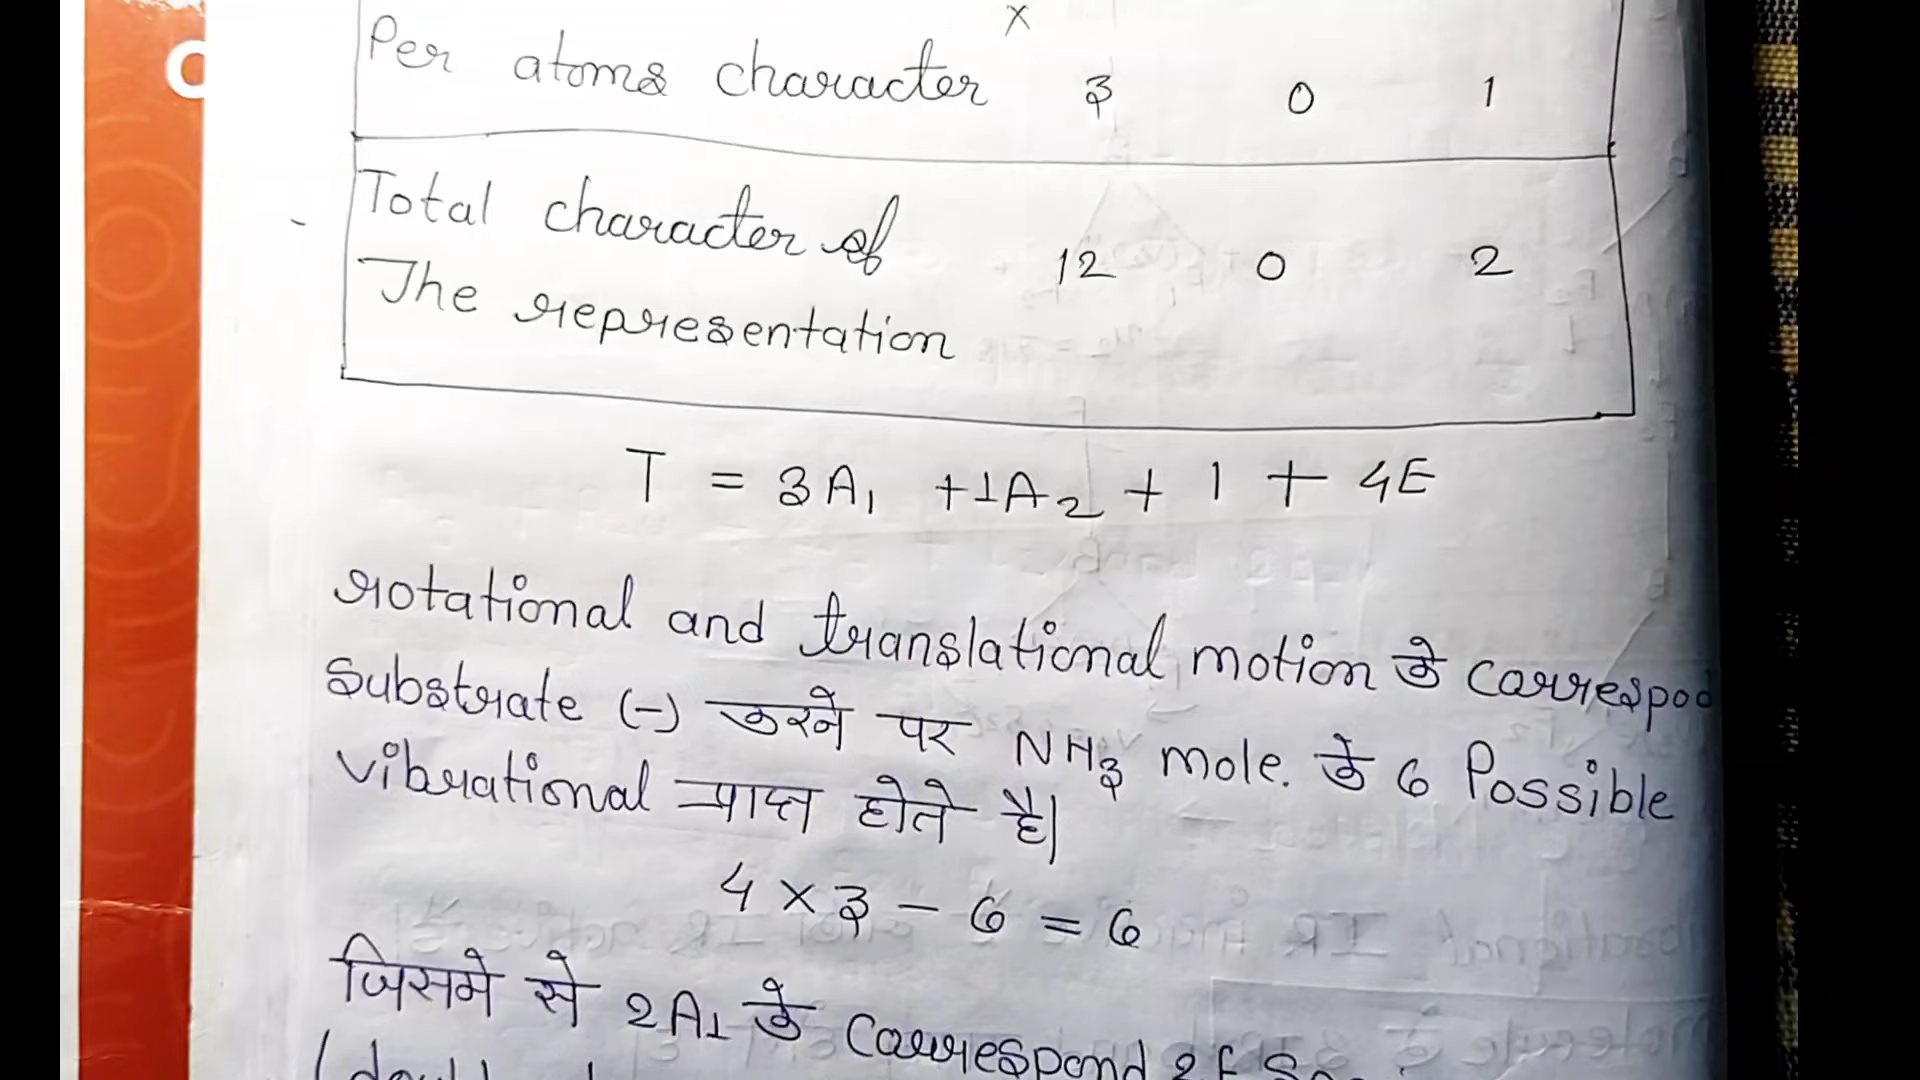 x
Per atoms character 3 0 1
Total character of
The representation 12 0 2
T = 3A₁ + 1A₂ + 1 + 4E
rotational and translational motion के correspo
substrate (-) करने पर NH₃ mole. के 6 Possible
vibrational प्राप्त होते है।
4 × 3 - 6 = 6
जिसमे से 2A₁ के correspond